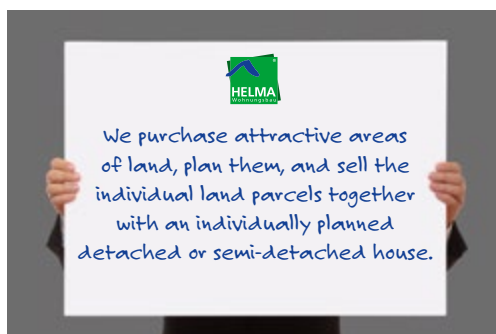 HELMA
Wohnungsbau
We purchase attractive areas
of land, plan them, and sell the
individual land parcels together
with an individually planned
detached or semi-detached house.